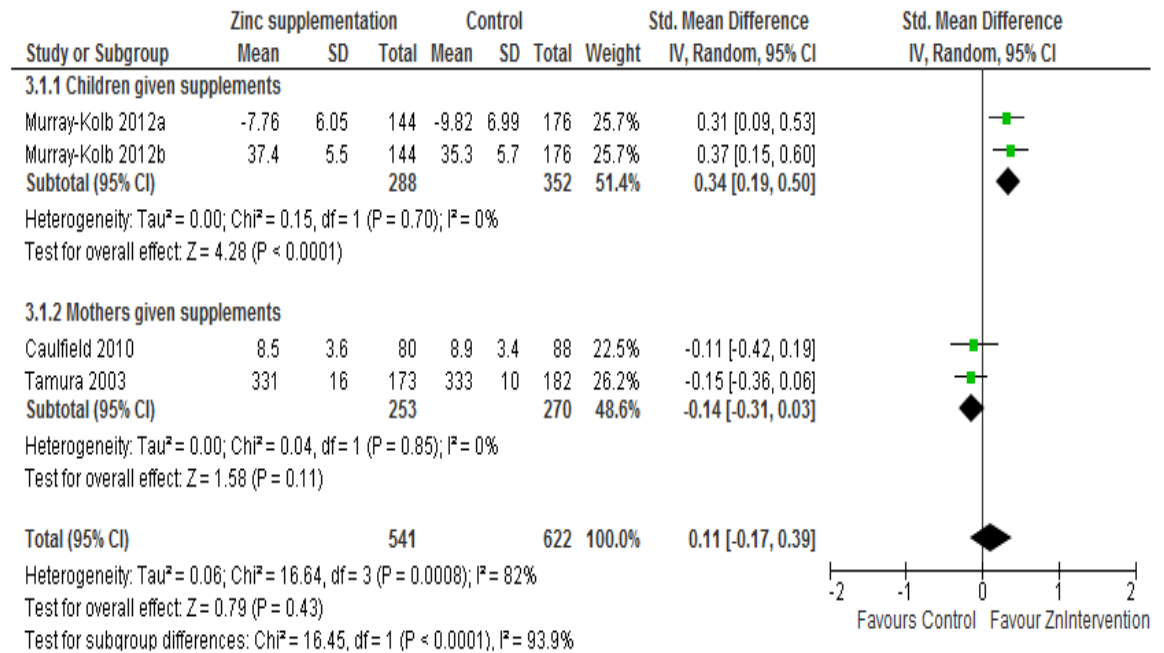 Zinc supplementation Control Std. Mean Difference Std. Mean Difference
Study or Subgroup Mean SD Total Mean SD Total Weight IV, Random, 95% CI IV, Random, 95% CI
3.1.1 Children given supplements
Murray-Kolb 2012a -7.76 6.05 144 -9.82 6.99 176 25.7% 0.31 [0.09, 0.53]
Murray-Kolb 2012b 37.4 5.5 144 35.3 5.7 176 25.7% 0.37 [0.15, 0.60]
Subtotal (95% CI) 288 352 51.4% 0.34 [0.19, 0.50]
Heterogeneity: Tau² = 0.00; Chi² = 0.15, df = 1 (P = 0.70); I² = 0%
Test for overall effect: Z = 4.28 (P < 0.0001)
3.1.2 Mothers given supplements
Caulfield 2010 8.5 3.6 80 8.9 3.4 88 22.5% -0.11 [-0.42, 0.19]
Tamura 2003 331 16 173 333 10 182 26.2% -0.15 [-0.36, 0.06]
Subtotal (95% CI) 253 270 48.6% -0.14 [-0.31, 0.03]
Heterogeneity: Tau² = 0.00; Chi² = 0.04, df = 1 (P = 0.85); I² = 0%
Test for overall effect: Z = 1.58 (P = 0.11)
Total (95% CI) 541 622 100.0% 0.11 [-0.17, 0.39]
Heterogeneity: Tau² = 0.06; Chi² = 16.64, df = 3 (P = 0.0008); I² = 82%
Test for overall effect: Z = 0.79 (P = 0.43)
Test for subgroup differences: Chi² = 16.45, df = 1 (P < 0.0001), I² = 93.9%
-2 -1 0 1 2
Favours Control Favour ZnIntervention